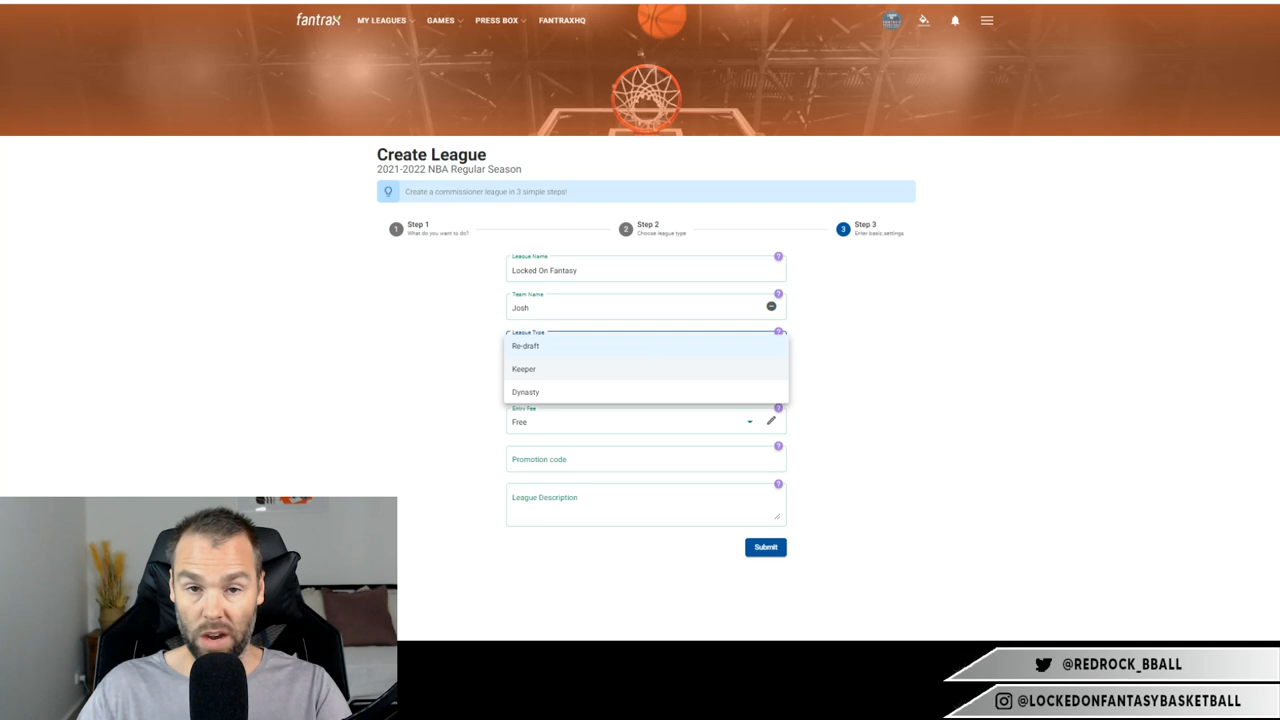 fantrax MY LEAGUES GAMES PRESS BOX FANTRAXHQ
Create League
2021-2022 NBA Regular Season
Create a commissioner league in 3 simple steps!
1 Step 1 What do you want to do?
2 Step 2 Choose league type
3 Step 3 Enter basic settings
League Name ?
Locked On Fantasy
Team Name ?
Josh
League Type ?
Re-draft
Keeper
Dynasty
Entry Fee ?
Free
?
Promotion code
?
League Description
Submit
@REDROCK_BBALL
@LOCKEDONFANTASYBASKETBALL